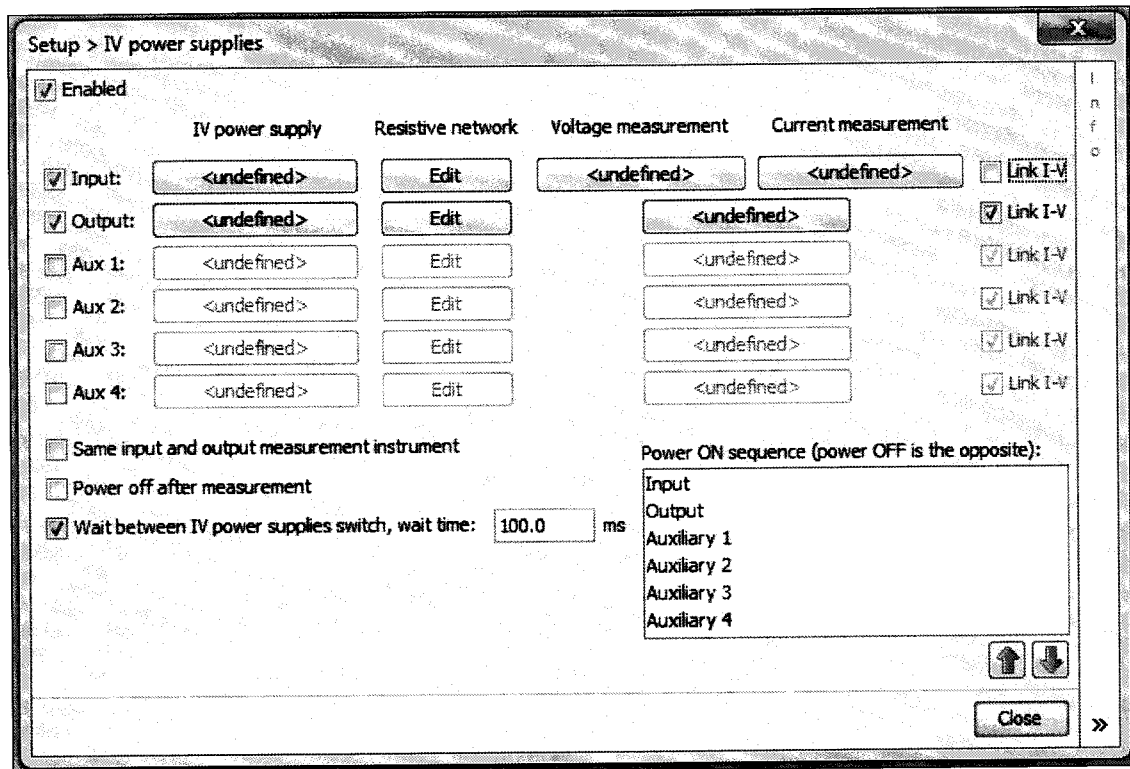 Setup > IV power supplies
X
Enabled
Info
IV power supply Resistive network Voltage measurement Current measurement
Input: <undefined> Edit <undefined> <undefined> Link I-V
Output: <undefined> Edit <undefined> Link I-V
Aux 1: <undefined> Edit <undefined> Link I-V
Aux 2: <undefined> Edit <undefined> Link I-V
Aux 3: <undefined> Edit <undefined> Link I-V
Aux 4: <undefined> Edit <undefined> Link I-V
Same input and output measurement instrument
Power off after measurement
Wait between IV power supplies switch, wait time: 100.0 ms
Power ON sequence (power OFF is the opposite):
Input
Output
Auxiliary 1
Auxiliary 2
Auxiliary 3
Auxiliary 4
Close »